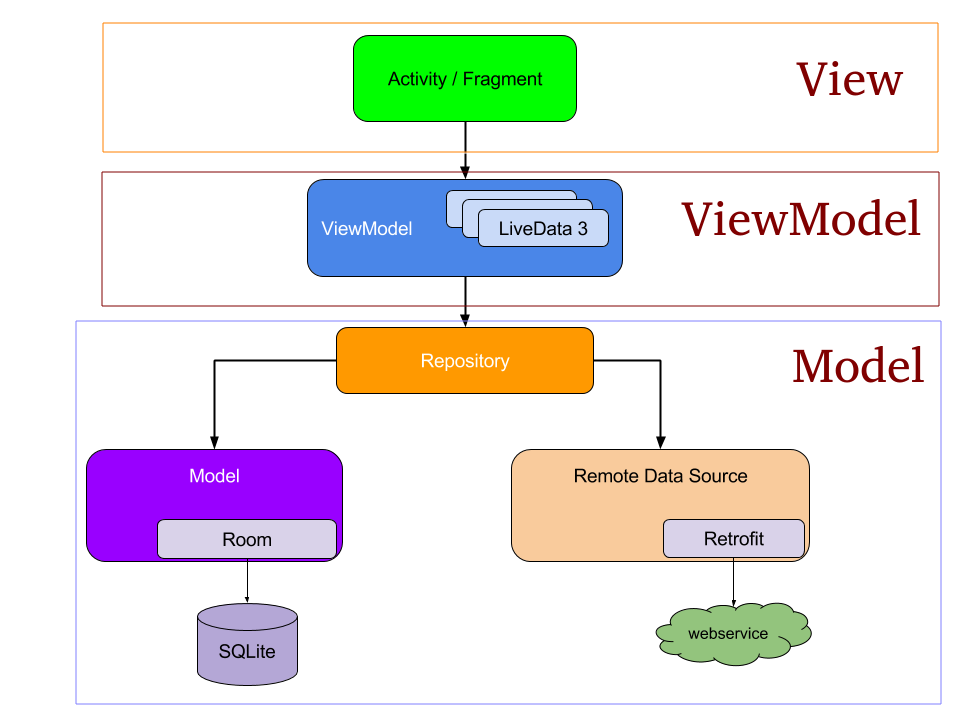 Activity / Fragment
View
ViewModel
LiveData 3
ViewModel
Repository
Model
Model
Room
SQLite
Remote Data Source
Retrofit
webservice